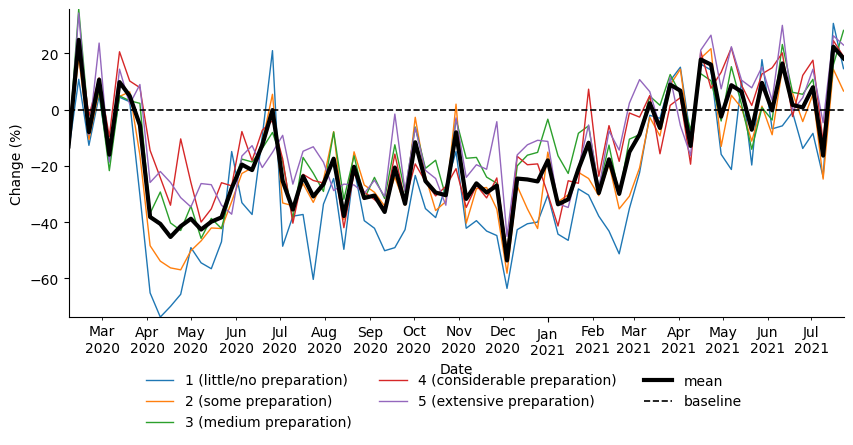 Change (%)
20
0
−20
−40
−60
Mar Apr May Jun Jul Aug Sep Oct Nov Dec Jan Feb Mar Apr May Jun Jul
2020 2020 2020 2020 2020 2020 2020 2020 2020 2020 2021 2021 2021 2021 2021 2021 2021
Date
1 (little/no preparation) 4 (considerable preparation) mean
2 (some preparation) 5 (extensive preparation) baseline
3 (medium preparation)